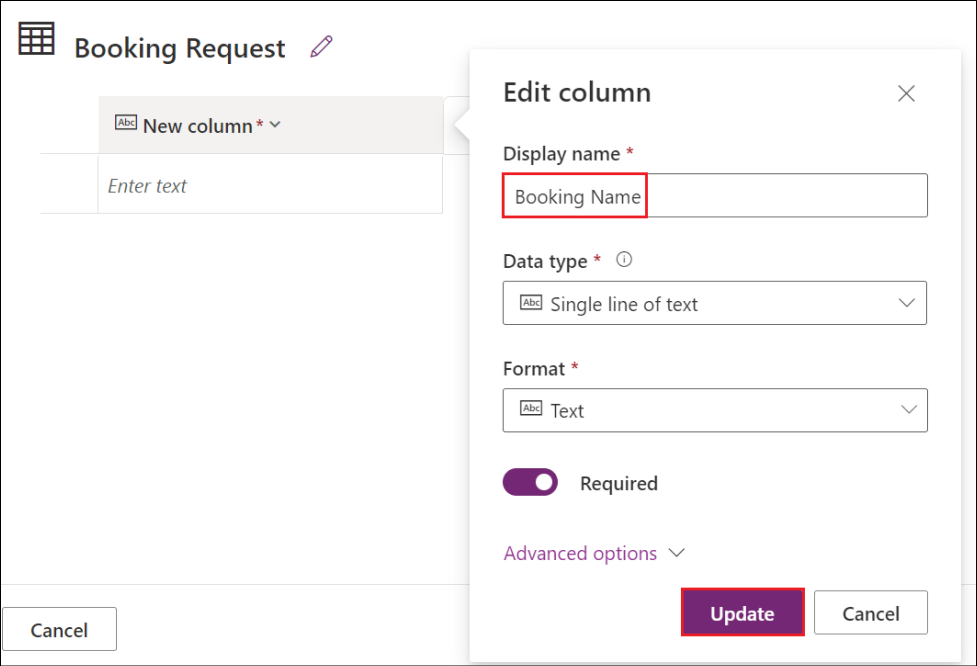 Booking Request
Abc New column *
Enter text
Edit column
Display name *
Booking Name
Data type *
Abc Single line of text
Format *
Abc Text
Required
Advanced options
Update Cancel
Cancel